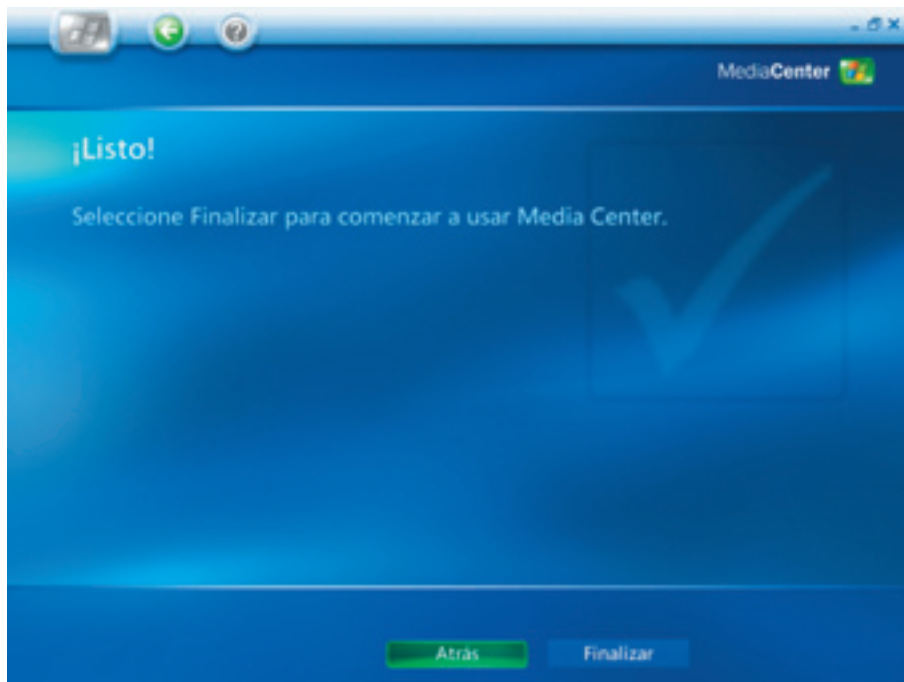 MediaCenter
¡Listo!
Seleccione Finalizar para comenzar a usar Media Center.
Atrás Finalizar